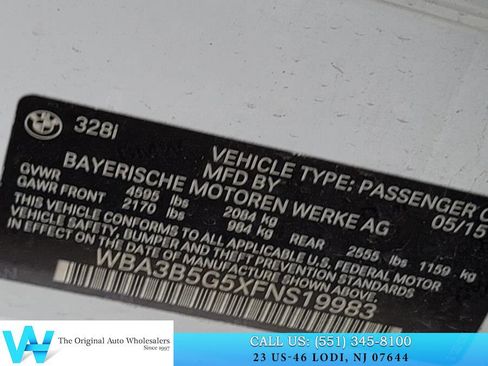 328i
VEHICLE TYPE: PASSENGER C
MFD BY
BAYERISCHE MOTOREN WERKE AG
05/15
GVWR 4595 lbs 2084 kg
GAWR FRONT 2170 lbs 984 kg REAR 2555 lbs 1159 kg
THIS VEHICLE CONFORMS TO ALL APPLICABLE U.S. FEDERAL MOTOR
VEHICLE SAFETY, BUMPER, AND THEFT PREVENTION STANDARDS
IN EFFECT ON THE DATE OF MANUFACTURE SHOWN ABOVE.
WBA3B5G5XFNS19983
WA
The Original Auto Wholesalers
Since 1997
CALL US: (551) 345-8100
23 US-46 LODI, NJ 07644